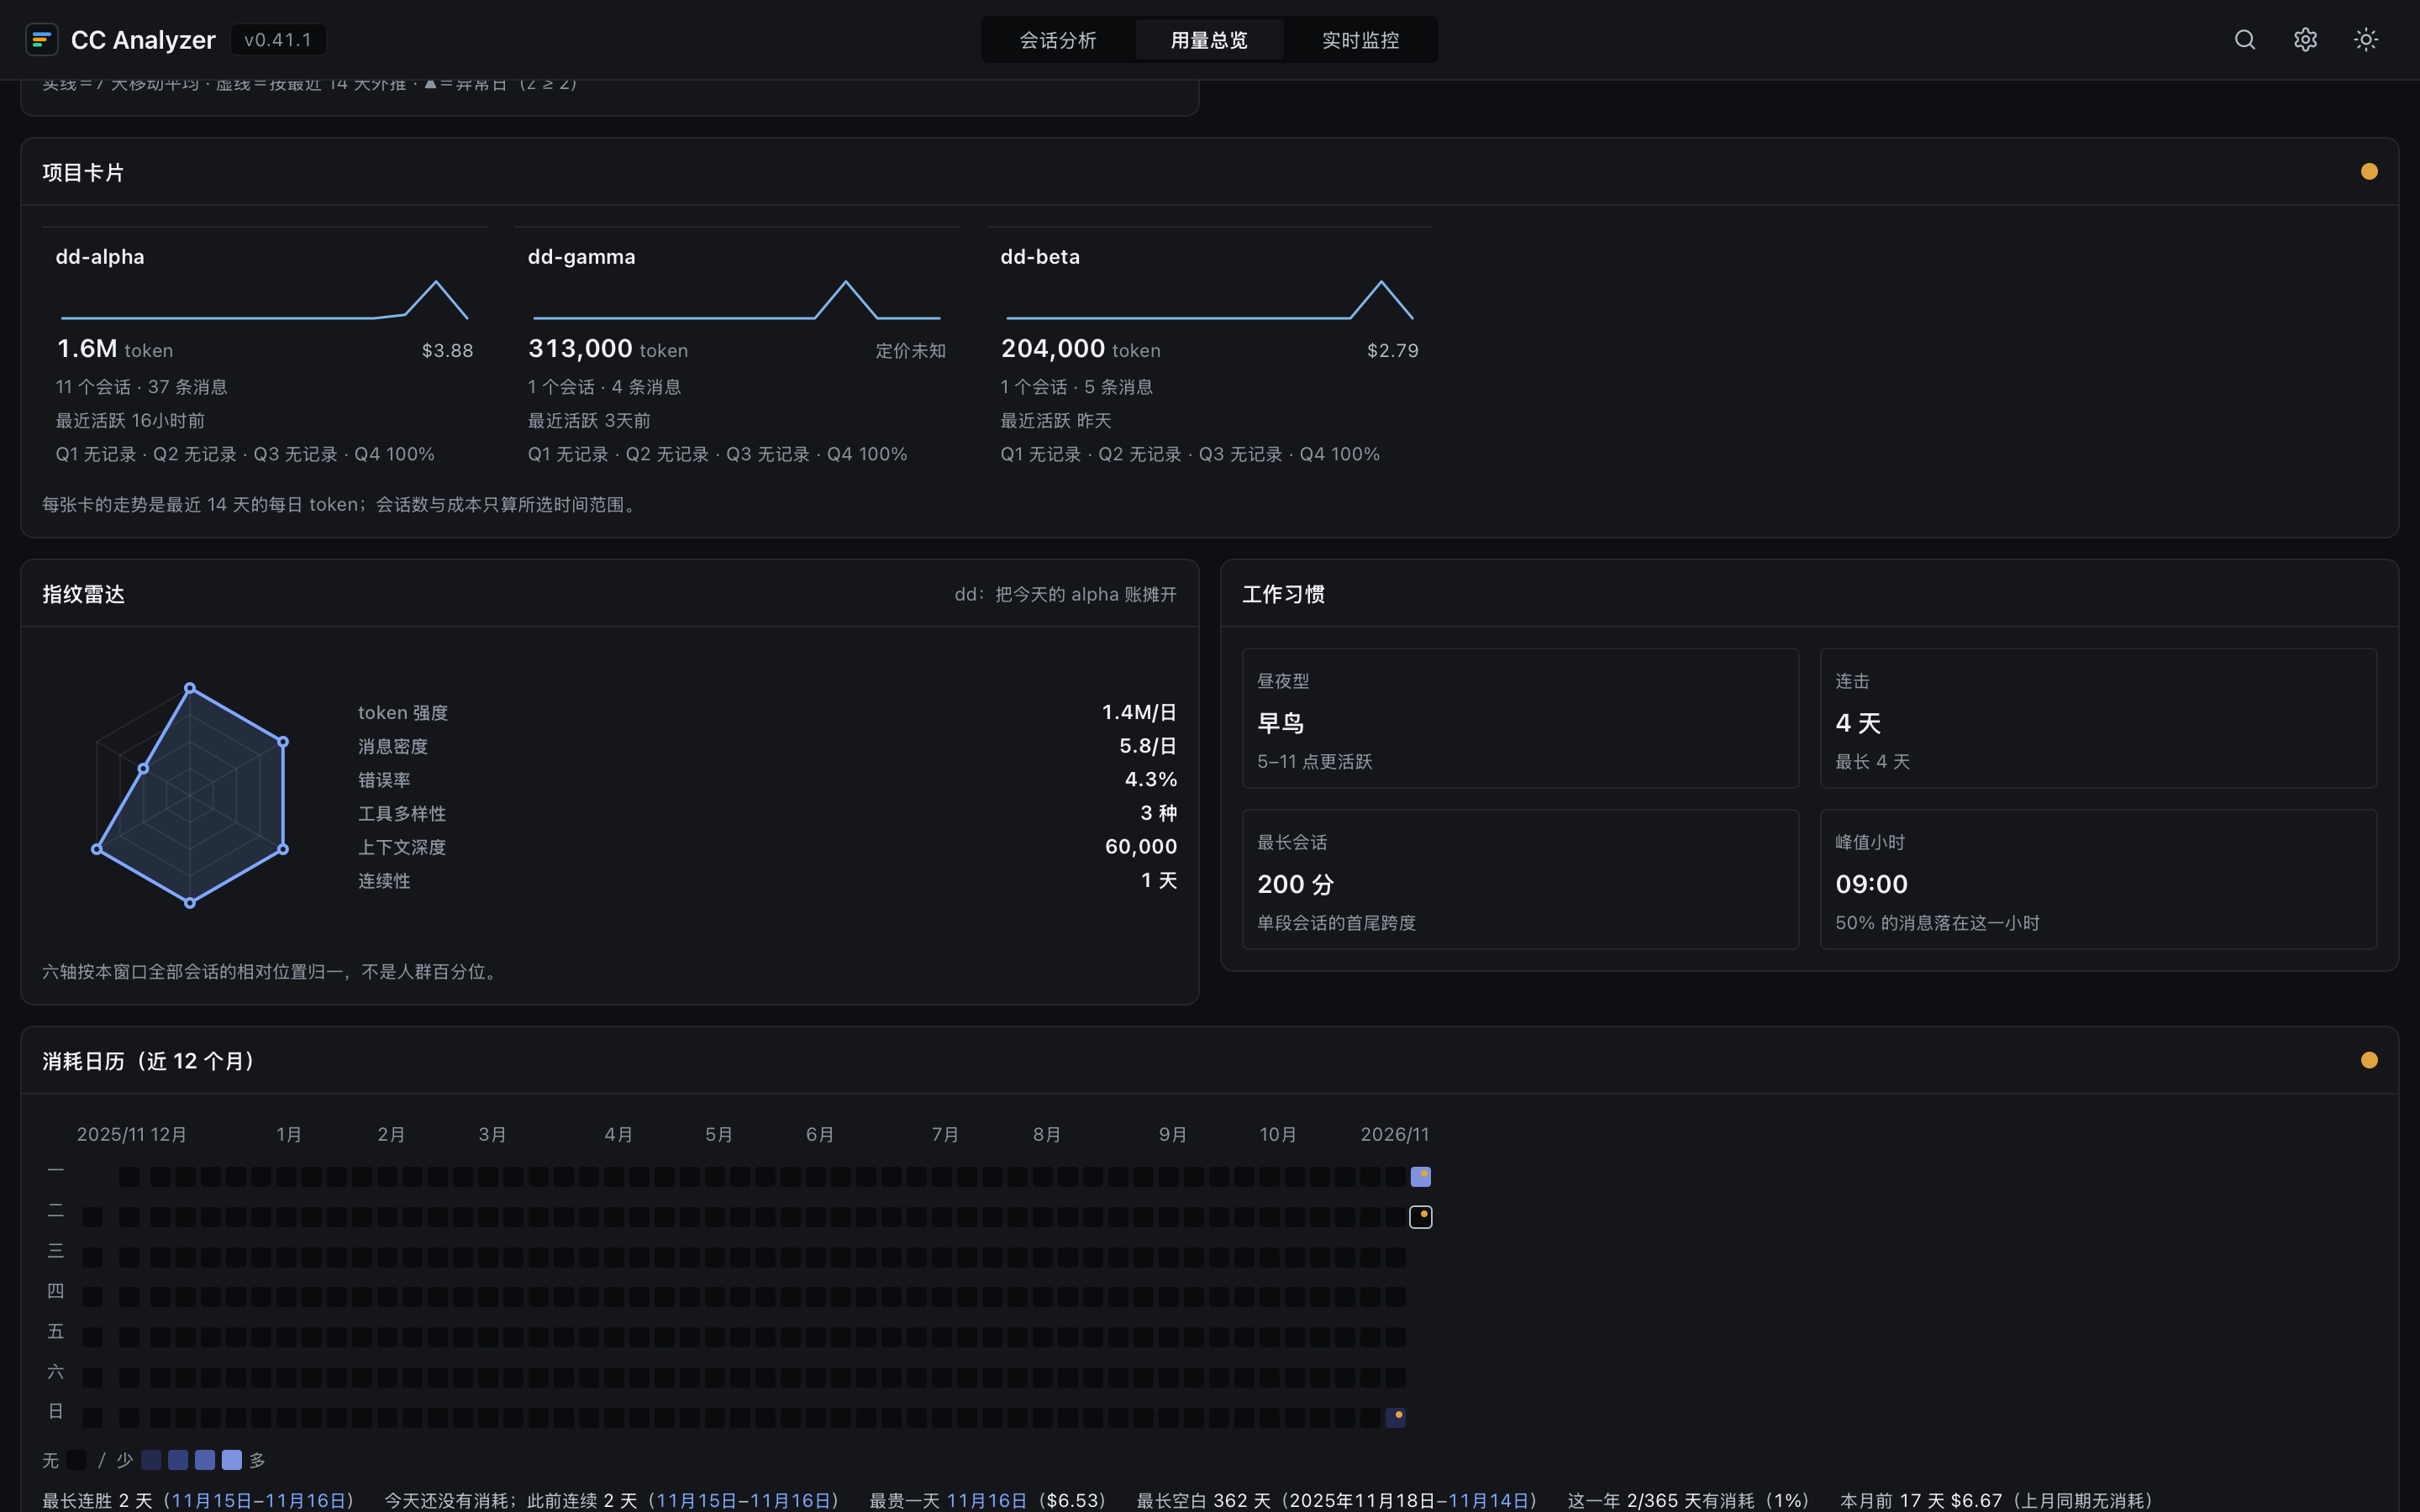 CC Analyzer v0.41.1 会话分析 用量总览 实时监控
实线=7 天移动平均 · 虚线=按最近 14 天外推 · ▲=异常日（z ≥ 2）
项目卡片
dd-alpha
1.6M token $3.88
11 个会话 · 37 条消息
最近活跃 16小时前
Q1 无记录 · Q2 无记录 · Q3 无记录 · Q4 100%
dd-gamma
313,000 token 定价未知
1 个会话 · 4 条消息
最近活跃 3天前
Q1 无记录 · Q2 无记录 · Q3 无记录 · Q4 100%
dd-beta
204,000 token $2.79
1 个会话 · 5 条消息
最近活跃 昨天
Q1 无记录 · Q2 无记录 · Q3 无记录 · Q4 100%
每张卡的走势是最近 14 天的每日 token；会话数与成本只算所选时间范围。
指纹雷达 dd：把今天的 alpha 账摊开
token 强度 1.4M/日
消息密度 5.8/日
错误率 4.3%
工具多样性 3 种
上下文深度 60,000
连续性 1 天
六轴按本窗口全部会话的相对位置归一，不是人群百分位。
工作习惯
昼夜型
早鸟
5–11 点更活跃
连击
4 天
最长 4 天
最长会话
200 分
单段会话的首尾跨度
峰值小时
09:00
50% 的消息落在这一小时
消耗日历（近 12 个月）
2025/11 12月 1月 2月 3月 4月 5月 6月 7月 8月 9月 10月 2026/11
一
二
三
四
五
六
日
无 / 少 多
最长连胜 2 天（11月15日–11月16日） 今天还没有消耗；此前连续 2 天（11月15日–11月16日） 最贵一天 11月16日（$6.53） 最长空白 362 天（2025年11月18日–11月14日） 这一年 2/365 天有消耗（1%） 本月前 17 天 $6.67（上月同期无消耗）